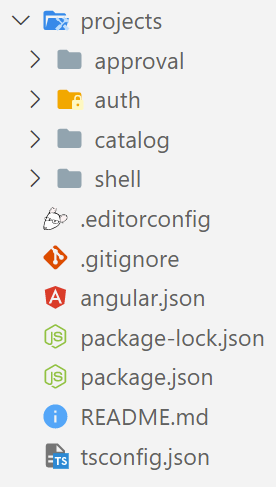 projects
approval
auth
catalog
shell
.editorconfig
.gitignore
angular.json
package-lock.json
package.json
README.md
tsconfig.json